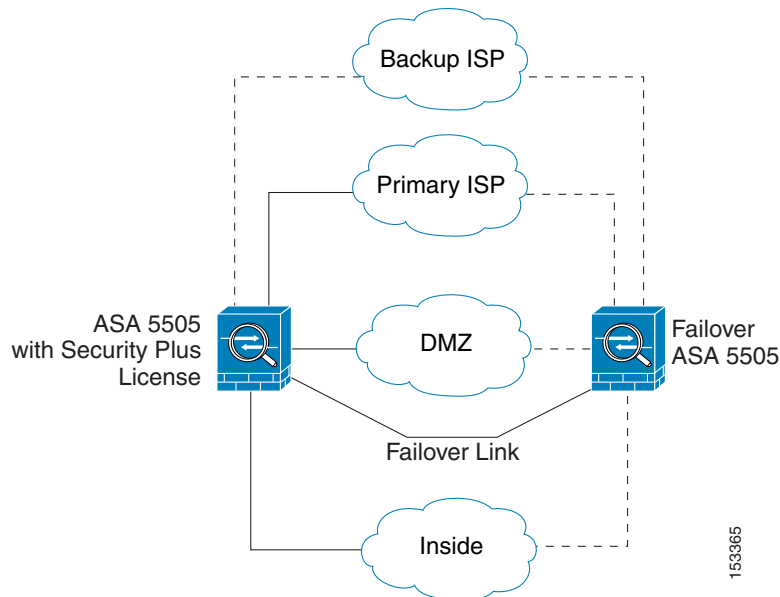 Backup ISP
Primary ISP
ASA 5505
with Security Plus
License
DMZ
Failover
ASA 5505
Failover Link
Inside
153365